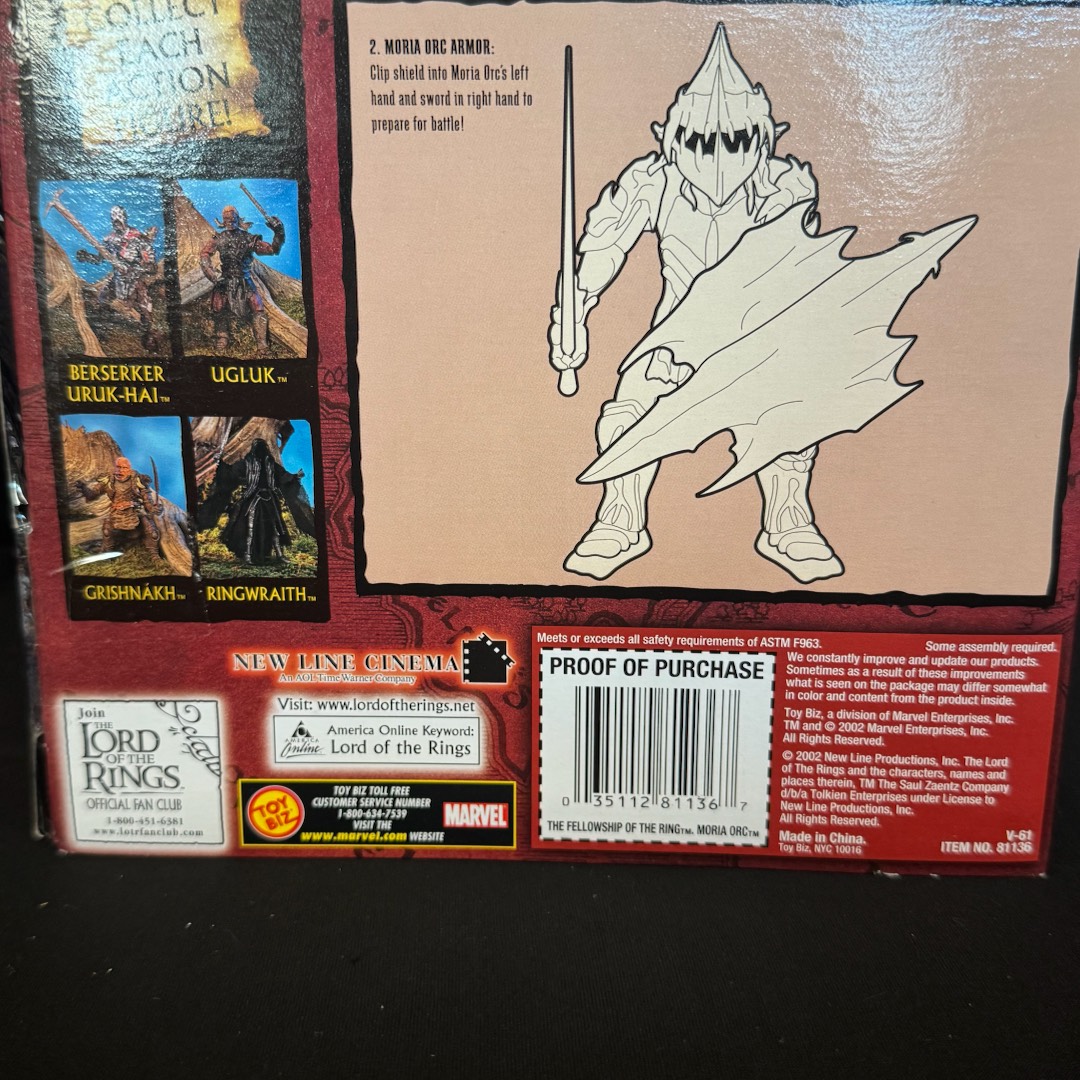 COLLECT
EACH
ACTION
FIGURE!
2. MORIA ORC ARMOR:
Clip shield into Moria Orc's left
hand and sword in right hand to
prepare for battle!
BERSERKER
URUK-HAI™
UGLUK™
GRISHNÁKH™
RINGWRAITH™
NEW LINE CINEMA
An AOL Time Warner Company
Join
THE
LORD
OF THE
RINGS
OFFICIAL FAN CLUB
1-800-451-6381
www.lotrfanclub.com
Visit: www.lordoftherings.net
AMERICA
Online
America Online Keyword:
Lord of the Rings
TOY
BIZ
TOY BIZ TOLL FREE
CUSTOMER SERVICE NUMBER
1-800-634-7539
VISIT THE
www.marvel.com WEBSITE
MARVEL
Meets or exceeds all safety requirements of ASTM F963.
PROOF OF PURCHASE
0 35112 81136 7
THE FELLOWSHIP OF THE RING™. MORIA ORC™
Some assembly required.
We constantly improve and update our products.
Sometimes as a result of these improvements
what is seen on the package may differ somewhat
in color and content from the product inside.
Toy Biz, a division of Marvel Enterprises, Inc.
TM and © 2002 Marvel Enterprises, Inc.
All Rights Reserved.
© 2002 New Line Productions, Inc. The Lord
of The Rings and the characters, names and
places therein, TM The Saul Zaentz Company
d/b/a Tolkien Enterprises under License to
New Line Productions, Inc.
All Rights Reserved.
Made in China.
Toy Biz, NYC 10016
V-61
ITEM NO. 81136